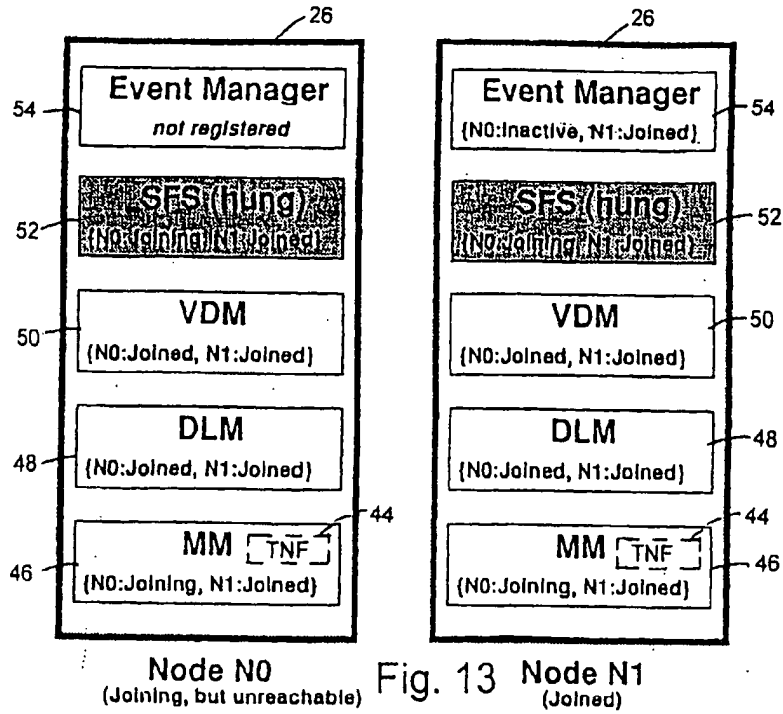 26
54
Event Manager
not registered
52
SFS (hung)
{N0:Joining, N1:Joined}
50
VDM
{N0:Joined, N1:Joined}
48
DLM
{N0:Joined, N1:Joined}
44
46
MM
TNF
{N0:Joining, N1:Joined}
Node N0
(Joining, but unreachable)
26
Event Manager
54
{N0:Inactive, N1:Joined}
SFS (hung)
52
{N0:Joining, N1:Joined}
VDM
50
{N0:Joined, N1:Joined}
DLM
48
{N0:Joined, N1:Joined}
44
MM
TNF
46
{N0:Joining, N1:Joined}
Fig. 13
Node N1
(Joined)